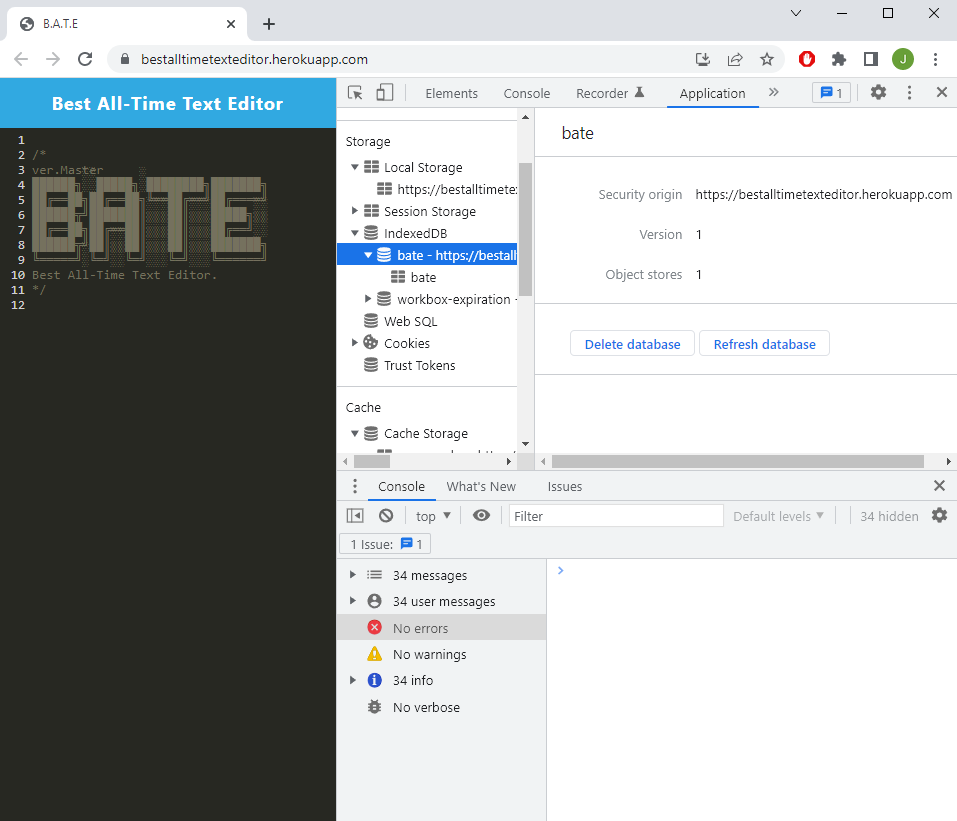 B.A.T.E
bestalltimetexteditor.herokuapp.com
J
Best All-Time Text Editor
1
2 /*
3 ver.Master
4
5
6
7
8
9
BATE
10 Best All-Time Text Editor.
11 */
12
Elements Console Recorder Application » 1
Storage
Local Storage
https://bestalltimetex
Session Storage
IndexedDB
bate - https://bestall
bate
workbox-expiration -
Web SQL
Cookies
Trust Tokens
Cache
Cache Storage
bate
Security origin https://bestalltimetexteditor.herokuapp.com
Version 1
Object stores 1
Delete database Refresh database
Console What's New Issues
top Filter Default levels 34 hidden
1 Issue: 1
34 messages
34 user messages
No errors
No warnings
34 info
No verbose